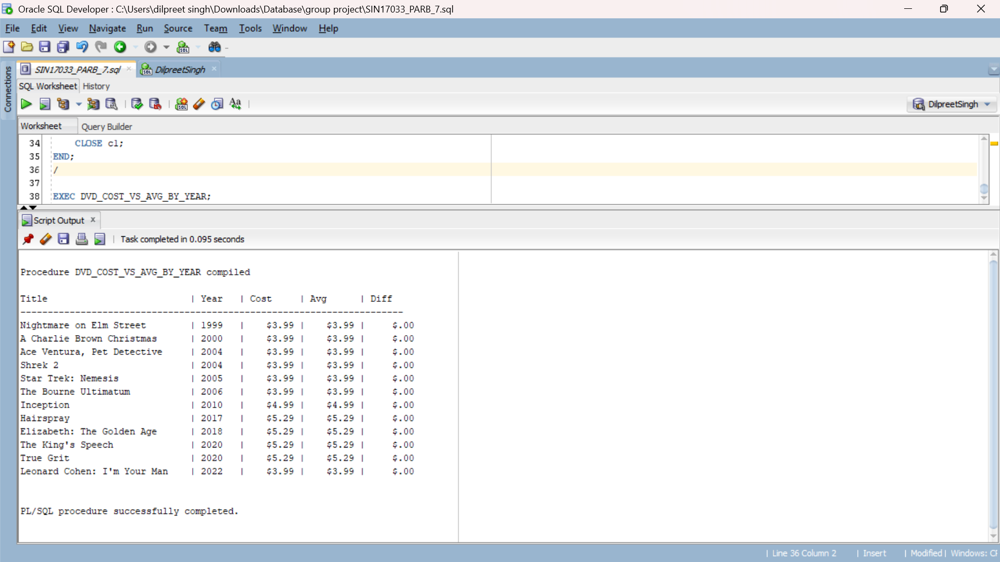 Oracle SQL Developer : C:\Users\dilpreet singh\Downloads\Database\group project\SIN17033_PARB_7.sql
File Edit View Navigate Run Source Team Tools Window Help
Connections
SIN17033_PARB_7.sql DilpreetSingh
SQL Worksheet History
DilpreetSingh
Worksheet Query Builder
34 CLOSE c1;
35 END;
36 /
37
38 EXEC DVD_COST_VS_AVG_BY_YEAR;
Script Output
Task completed in 0.095 seconds
Procedure DVD_COST_VS_AVG_BY_YEAR compiled
Title | Year | Cost | Avg | Diff
----------------------------------------------------------------------
Nightmare on Elm Street | 1999 | $3.99 | $3.99 | $.00
A Charlie Brown Christmas | 2000 | $3.99 | $3.99 | $.00
Ace Ventura, Pet Detective | 2004 | $3.99 | $3.99 | $.00
Shrek 2 | 2004 | $3.99 | $3.99 | $.00
Star Trek: Nemesis | 2005 | $3.99 | $3.99 | $.00
The Bourne Ultimatum | 2006 | $3.99 | $3.99 | $.00
Inception | 2010 | $4.99 | $4.99 | $.00
Hairspray | 2017 | $5.29 | $5.29 | $.00
Elizabeth: The Golden Age | 2018 | $5.29 | $5.29 | $.00
The King's Speech | 2020 | $5.29 | $5.29 | $.00
True Grit | 2020 | $5.29 | $5.29 | $.00
Leonard Cohen: I'm Your Man | 2022 | $3.99 | $3.99 | $.00
PL/SQL procedure successfully completed.
| Line 36 Column 2 | Insert | Modified | Windows: